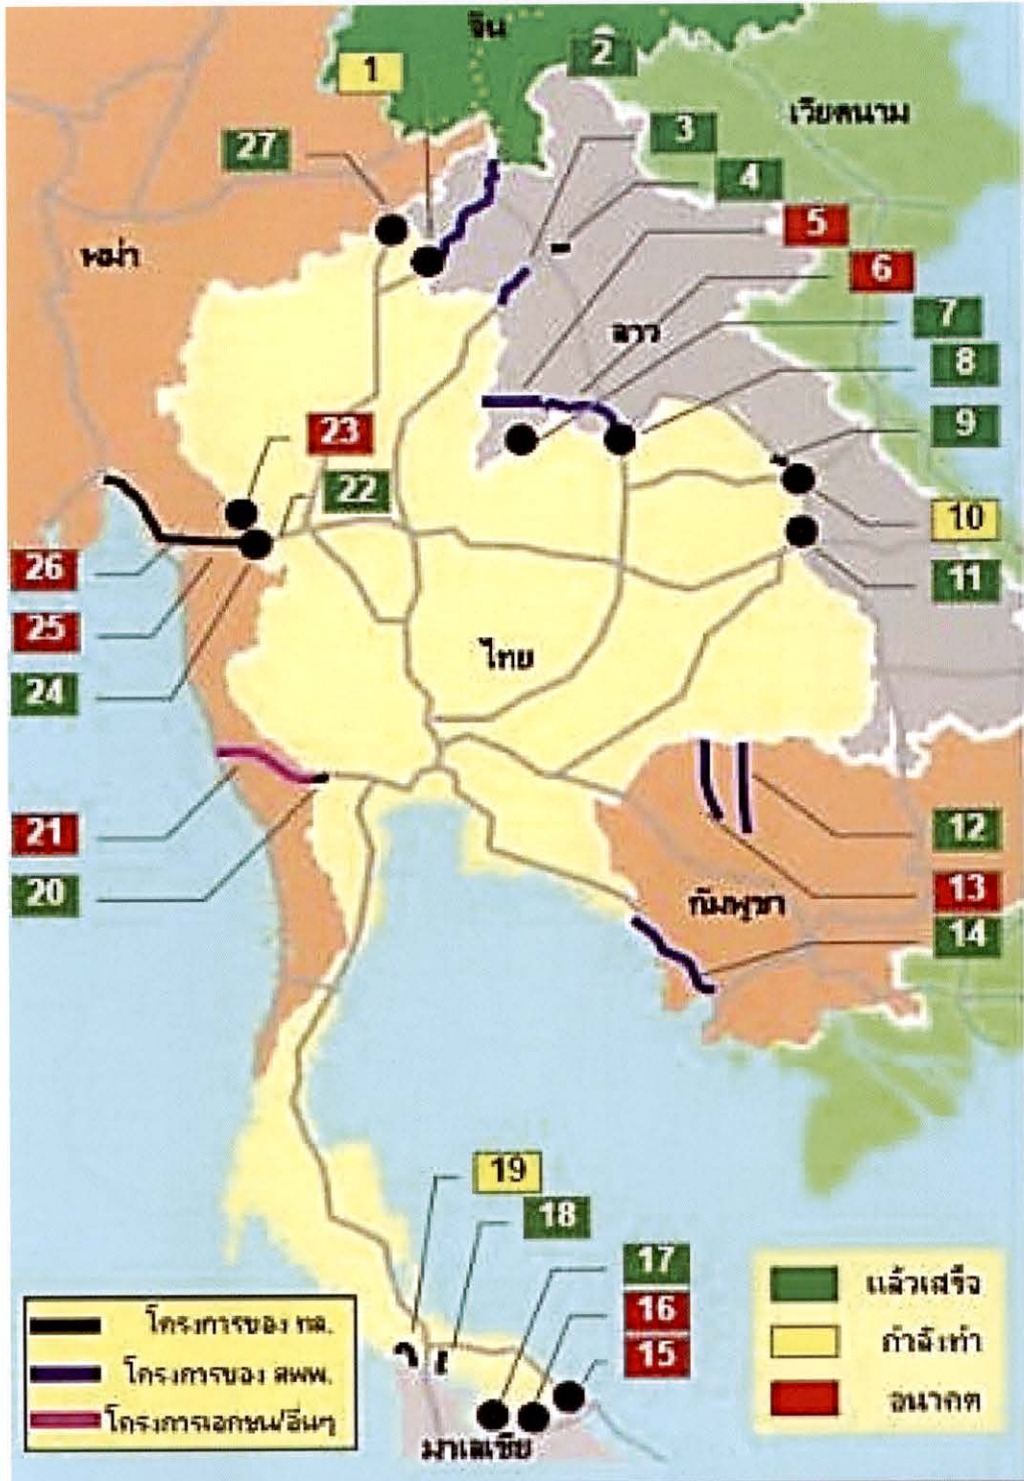 จีน
1
2
เวียดนาม
3
27
4
5
พม่า
6
ลาว
7
8
23
9
22
10
26
11
25
ไทย
24
21
12
20
13
กัมพูชา
14
19
18
17
แล้วเสร็จ
16
โครงการของ ทล.
กำลังทำ
15
โครงการของ สพพ.
อนาคต
โครงการเอกชน/อื่นๆ
มาเลเซีย